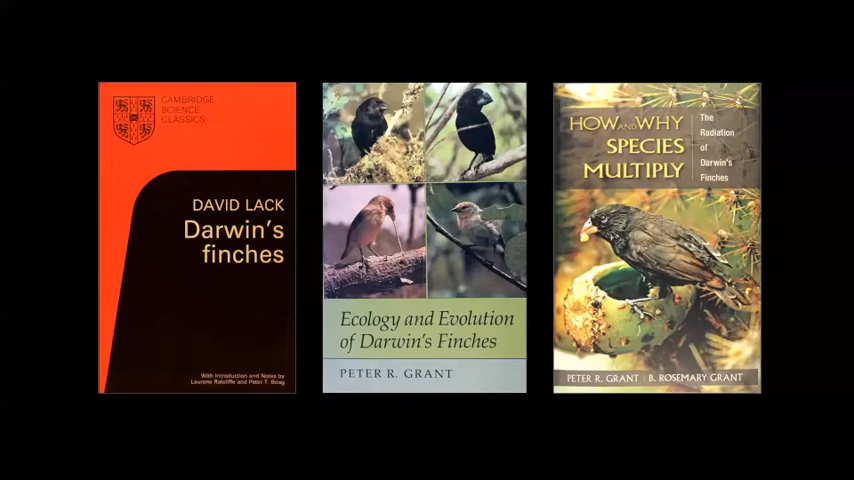 CAMBRIDGE
SCIENCE
CLASSICS
DAVID LACK
Darwin's
finches
With Introduction and Notes by
Laurene Ratcliffe and Peter T. Boag
Ecology and Evolution
of Darwin's Finches
PETER R. GRANT
HOW AND WHY
SPECIES
MULTIPLY
The
Radiation
of
Darwin's
Finches
PETER R. GRANT | B. ROSEMARY GRANT